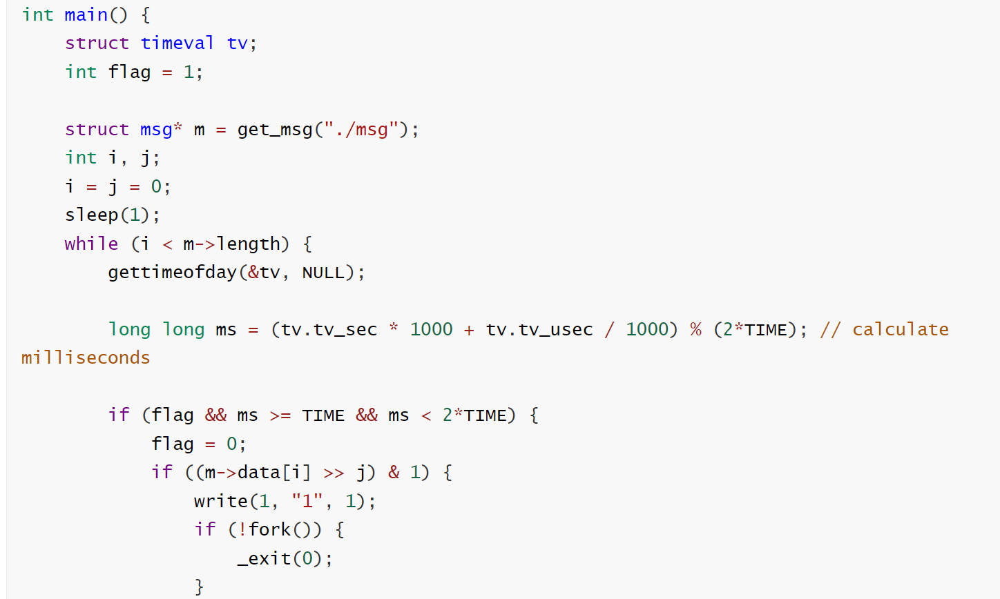 int main() {
struct timeval tv;
int flag = 1;
struct msg* m = get_msg("./msg");
int i, j;
i = j = 0;
sleep(1);
while (i < m->length) {
gettimeofday(&tv, NULL);
long long ms = (tv.tv_sec * 1000 + tv.tv_usec / 1000) % (2*TIME); // calculate
milliseconds
if (flag && ms >= TIME && ms < 2*TIME) {
flag = 0;
if ((m->data[i] >> j) & 1) {
write(1, "1", 1);
if (!fork()) {
_exit(0);
}